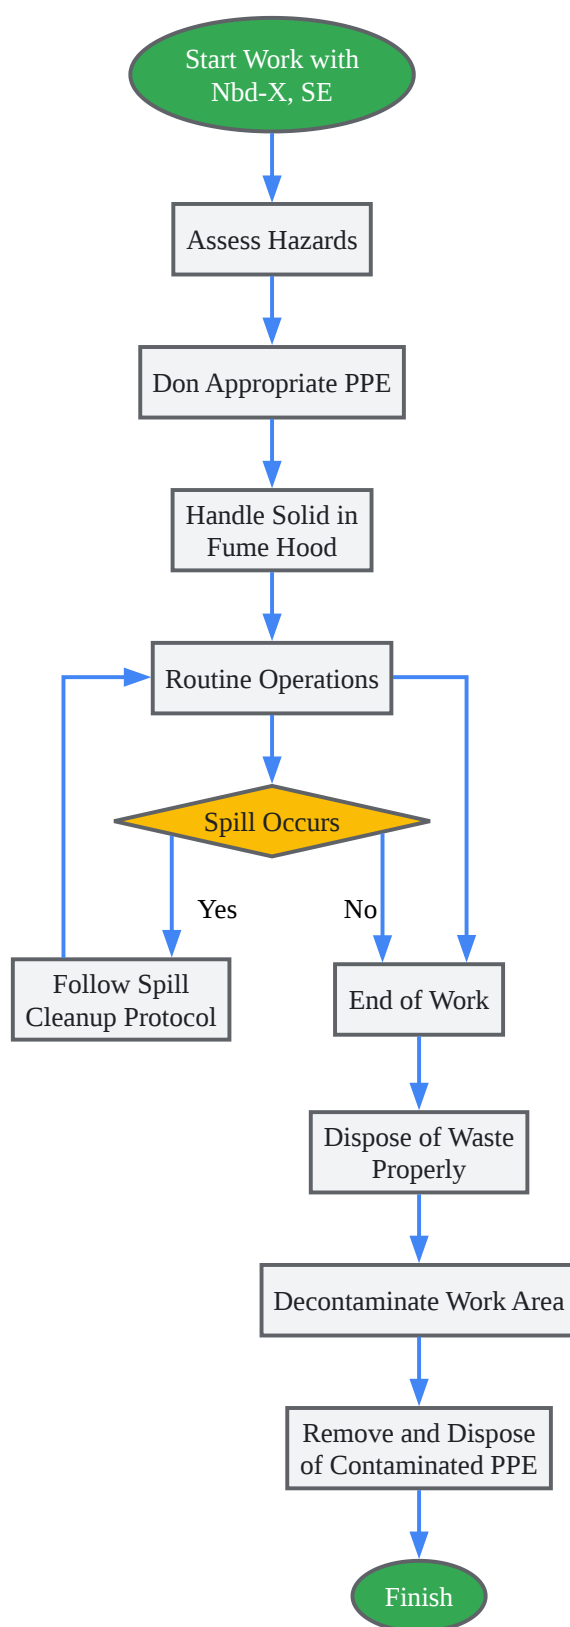 Start Work with
Nbd-X, SE
Assess Hazards
Don Appropriate PPE
Handle Solid in
Fume Hood
Routine Operations
Spill Occurs
Yes
No
Follow Spill
Cleanup Protocol
End of Work
Dispose of Waste
Properly
Decontaminate Work Area
Remove and Dispose
of Contaminated PPE
Finish